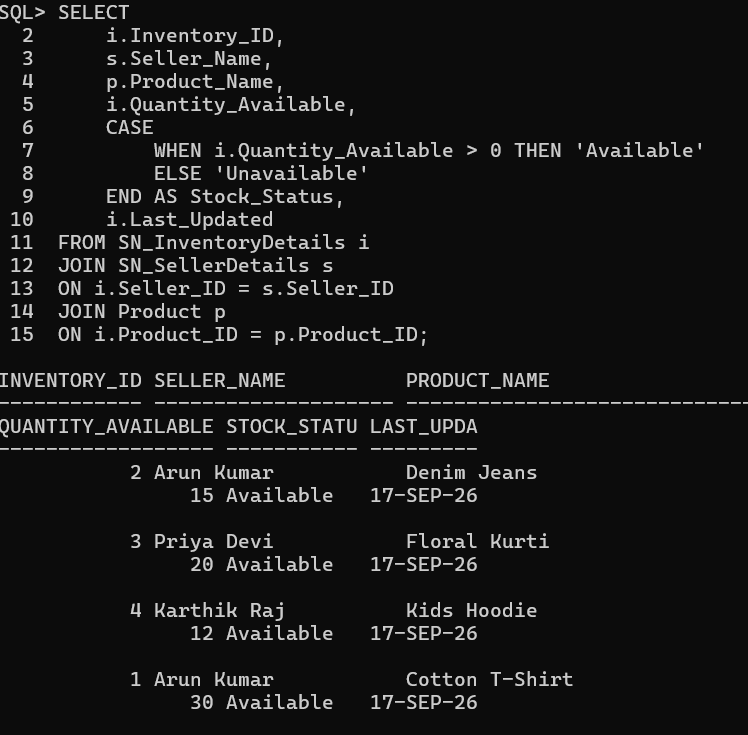 SQL> SELECT
  2      i.Inventory_ID,
  3      s.Seller_Name,
  4      p.Product_Name,
  5      i.Quantity_Available,
  6      CASE
  7          WHEN i.Quantity_Available > 0 THEN 'Available'
  8          ELSE 'Unavailable'
  9      END AS Stock_Status,
 10      i.Last_Updated
 11  FROM SN_InventoryDetails i
 12  JOIN SN_SellerDetails s
 13  ON i.Seller_ID = s.Seller_ID
 14  JOIN Product p
 15  ON i.Product_ID = p.Product_ID;

INVENTORY_ID SELLER_NAME          PRODUCT_NAME
------------ -------------------- -----------------------------
QUANTITY_AVAILABLE STOCK_STATU LAST_UPDA
------------------ ----------- ---------
           2 Arun Kumar           Denim Jeans
                15 Available   17-SEP-26

           3 Priya Devi           Floral Kurti
                20 Available   17-SEP-26

           4 Karthik Raj          Kids Hoodie
                12 Available   17-SEP-26

           1 Arun Kumar           Cotton T-Shirt
                30 Available   17-SEP-26